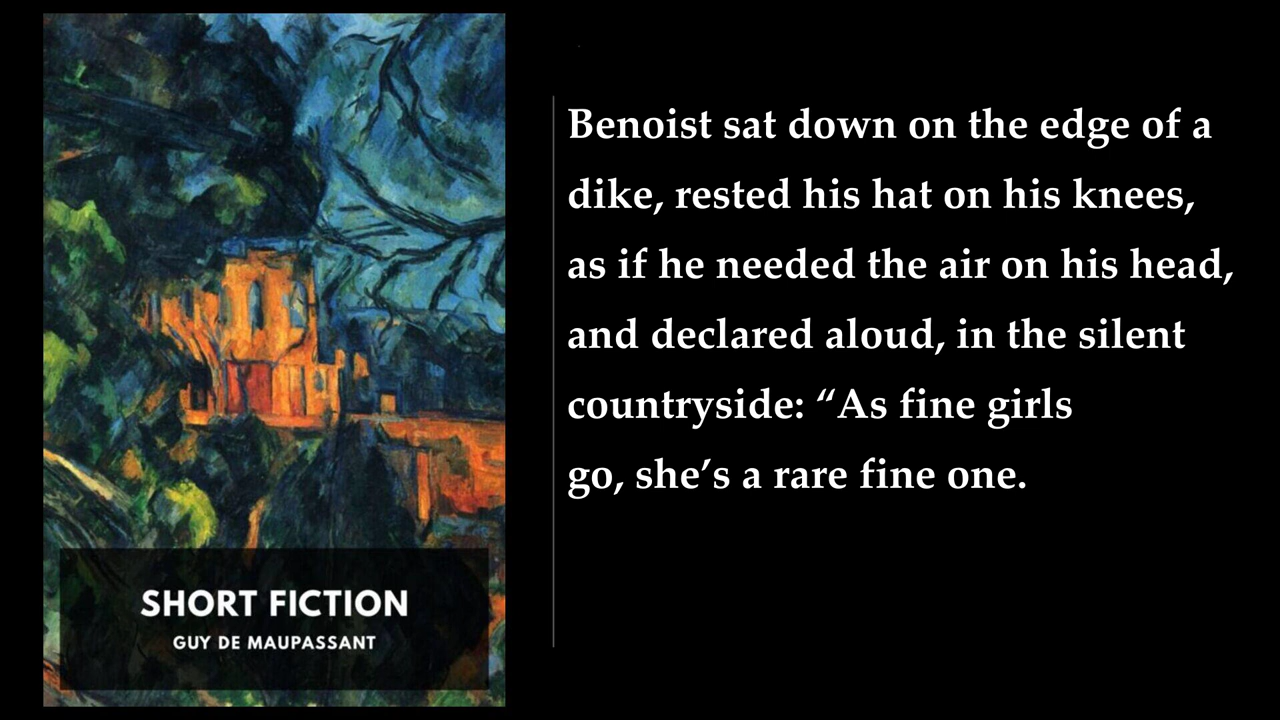 SHORT FICTION
GUY DE MAUPASSANT
Benoist sat down on the edge of a
dike, rested his hat on his knees,
as if he needed the air on his head,
and declared aloud, in the silent
countryside: “As fine girls
go, she’s a rare fine one.